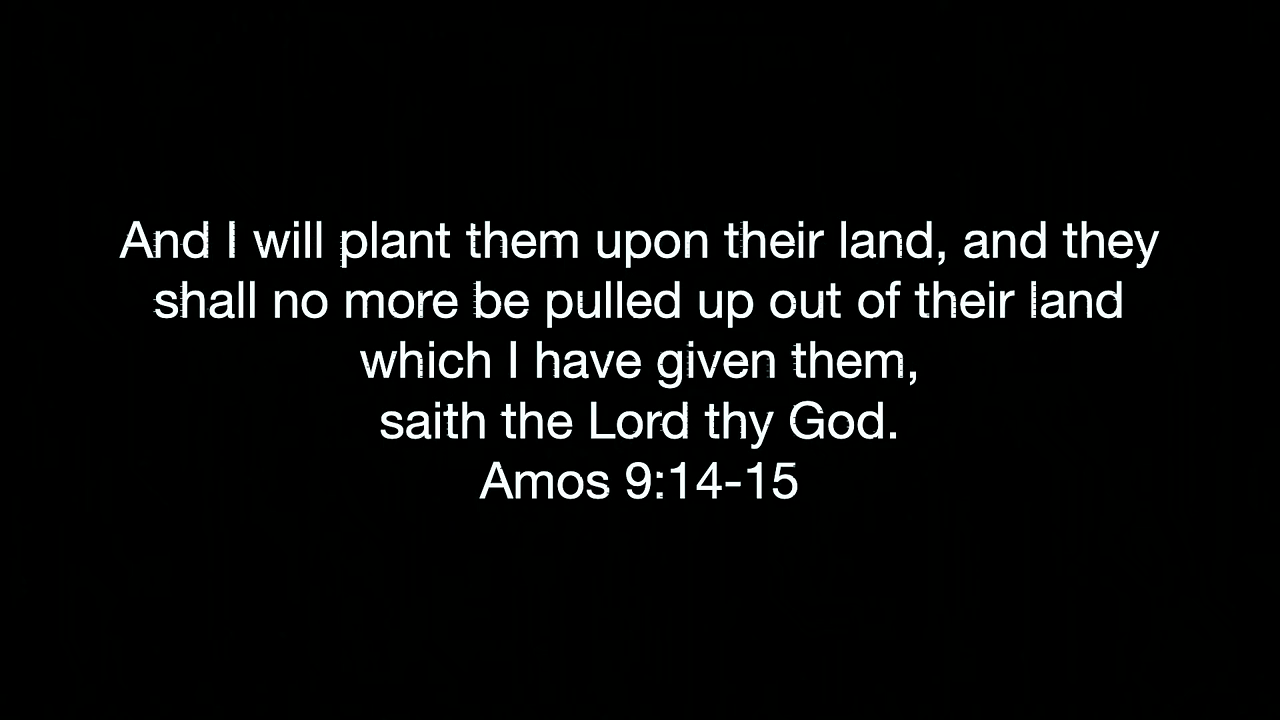 And I will plant them upon their land, and they
shall no more be pulled up out of their land
which I have given them,
saith the Lord thy God.
Amos 9:14-15